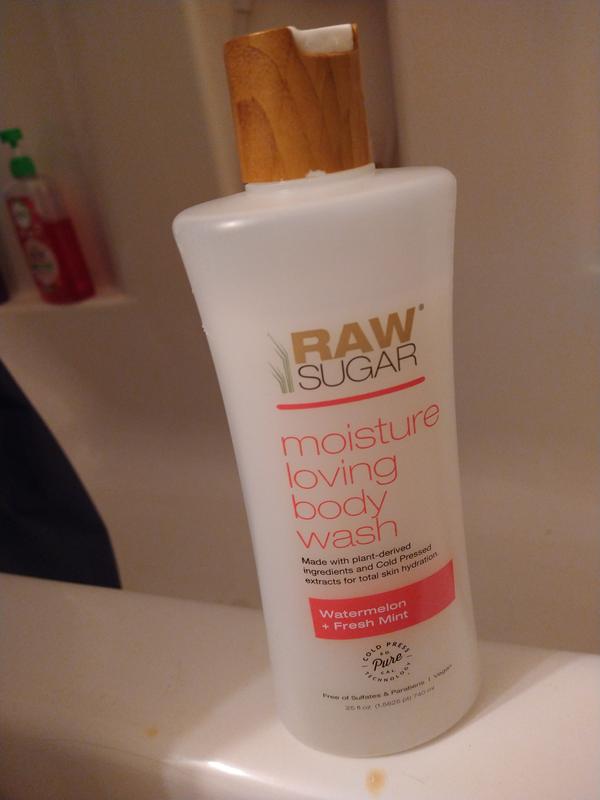 RAW®
SUGAR
moisture
loving
body
wash
Made with plant-derived
ingredients and Cold Pressed
extracts for total skin hydration.
Watermelon
+ Fresh Mint
COLD PRESS
SO.
Pure
CAL.
TECHNOLOGY
Free of Sulfates & Parabens | Vegan
25 fl oz (1.5625 pt) 740 ml